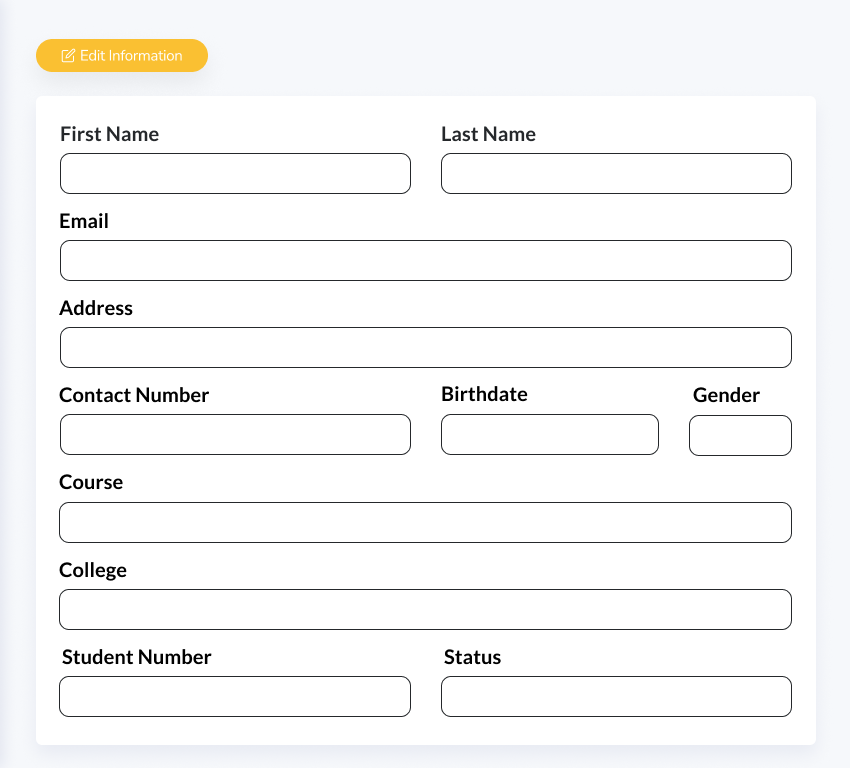 Edit Information
First Name Last Name
Email
Address
Contact Number Birthdate Gender
Course
College
Student Number Status